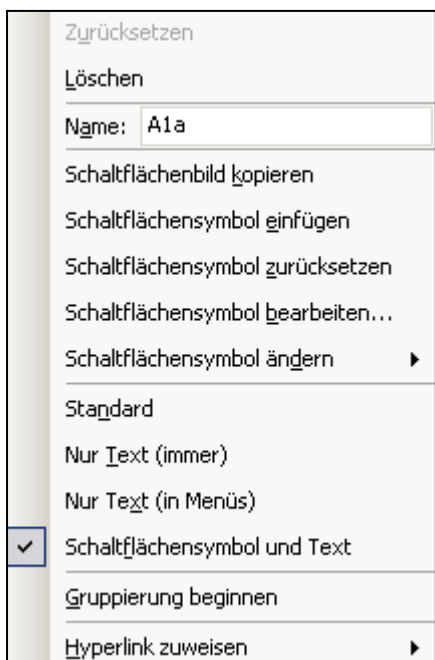 Zurücksetzen
Löschen
Name: A1a
Schaltflächenbild kopieren
Schaltflächensymbol einfügen
Schaltflächensymbol zurücksetzen
Schaltflächensymbol bearbeiten...
Schaltflächensymbol ändern
Standard
Nur Text (immer)
Nur Text (in Menüs)
Schaltflächensymbol und Text
Gruppierung beginnen
Hyperlink zuweisen